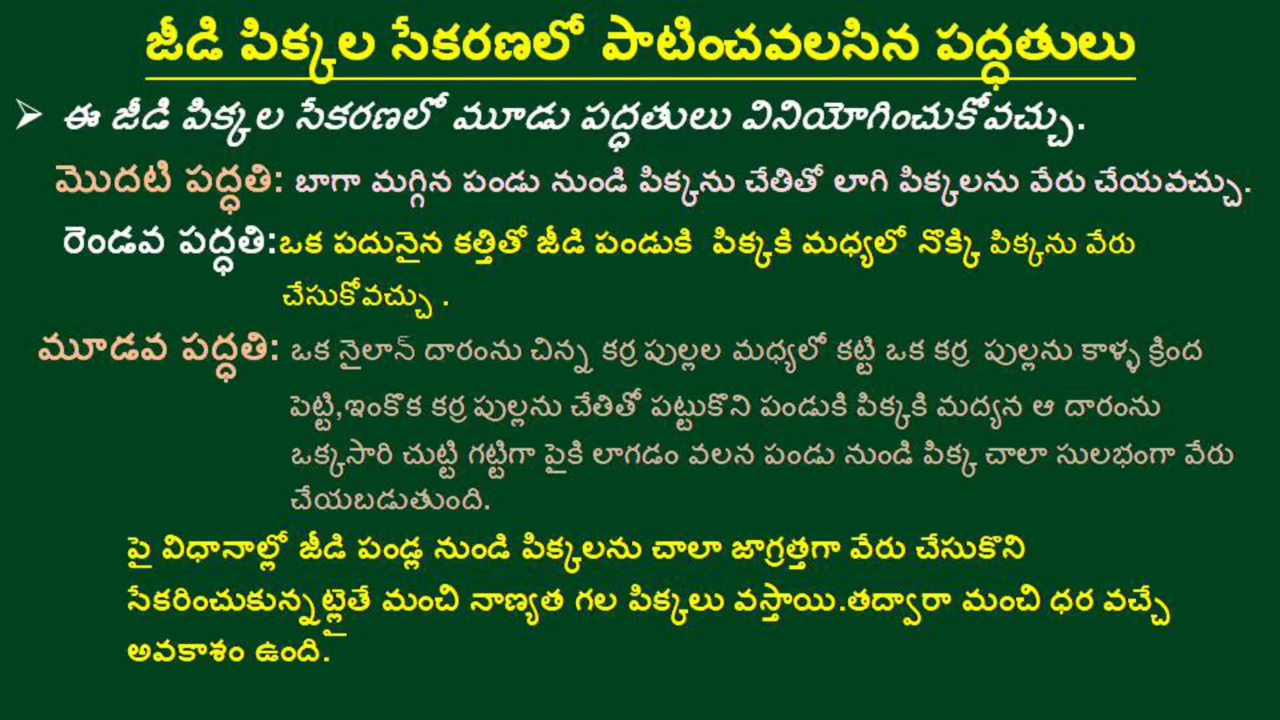 జీడి పిక్కల సేకరణలో పాటించవలసిన పద్ధతులు
➢ ఈ జీడి పిక్కల సేకరణలో మూడు పద్ధతులు వినియోగించుకోవచ్చు.
మొదటి పద్ధతి: బాగా మగ్గిన పండు నుండి పిక్కను చేతితో లాగి పిక్కలను వేరు చేయవచ్చు.
రెండవ పద్ధతి:ఒక పదునైన కత్తితో జీడి పండుకి పిక్కకి మధ్యలో నొక్కి పిక్కను వేరు
చేసుకోవచ్చు .
మూడవ పద్ధతి: ఒక నైలాన్ దారంను చిన్న కర్ర పుల్లల మధ్యలో కట్టి ఒక కర్ర పుల్లను కాళ్ళ క్రింద
పెట్టి,ఇంకొక కర్ర పుల్లను చేతితో పట్టుకొని పండుకి పిక్కకి మద్యన ఆ దారంను
ఒక్కసారి చుట్టి గట్టిగా పైకి లాగడం వలన పండు నుండి పిక్క చాలా సులభంగా వేరు
చేయబడుతుంది.
పై విధానాల్లో జీడి పండ్ల నుండి పిక్కలను చాలా జాగ్రత్తగా వేరు చేసుకొని
సేకరించుకున్నట్లైతే మంచి నాణ్యత గల పిక్కలు వస్తాయి.తద్వారా మంచి ధర వచ్చే
అవకాశం ఉంది.